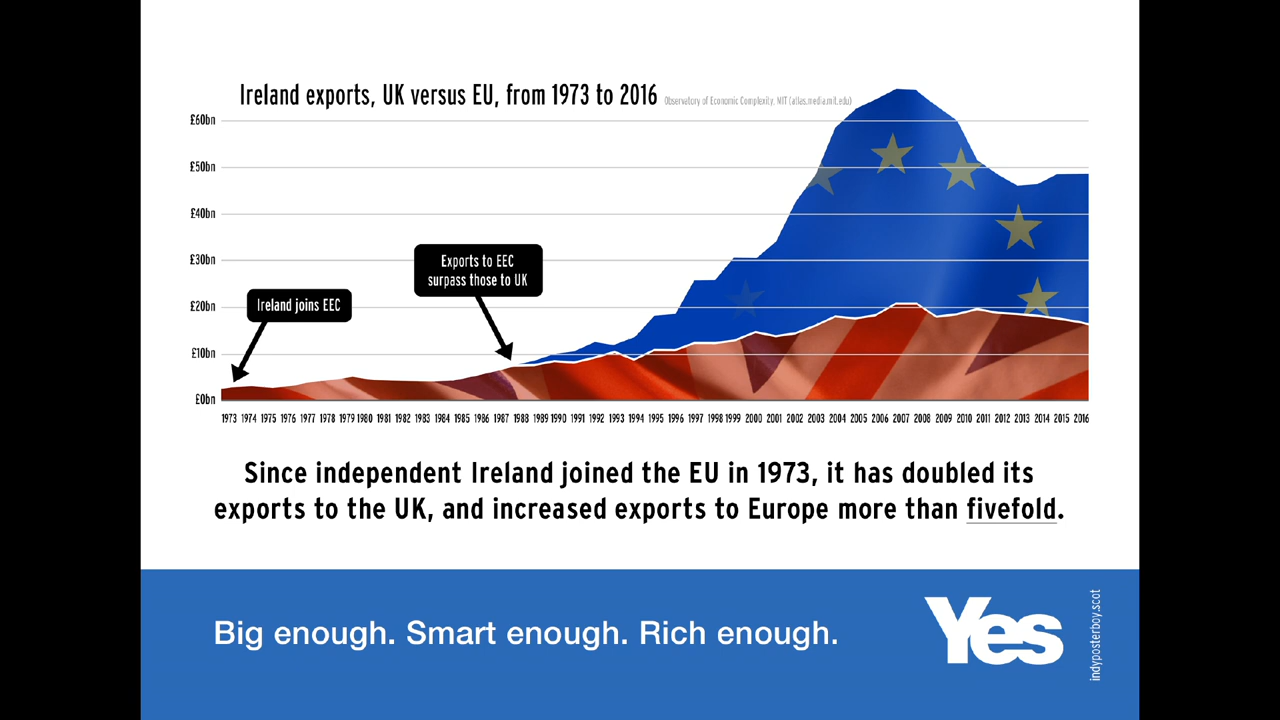 Ireland exports, UK versus EU, from 1973 to 2016 Observatory of Economic Complexity, MIT (atlas.media.mit.edu)
£60bn
£50bn
£40bn
£30bn
£20bn
£10bn
£0bn
Exports to EEC
surpass those to UK
Ireland joins EEC
1973 1974 1975 1976 1977 1978 1979 1980 1981 1982 1983 1984 1985 1986 1987 1988 1989 1990 1991 1992 1993 1994 1995 1996 1997 1998 1999 2000 2001 2002 2003 2004 2005 2006 2007 2008 2009 2010 2011 2012 2013 2014 2015 2016
Since independent Ireland joined the EU in 1973, it has doubled its
exports to the UK, and increased exports to Europe more than fivefold.
Big enough. Smart enough. Rich enough.
Yes
indyposterboy.scot